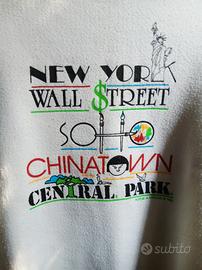 NEW YORK
WALL $TREET
SOHO
CHINATOWN
CENTRAL PARK
subito